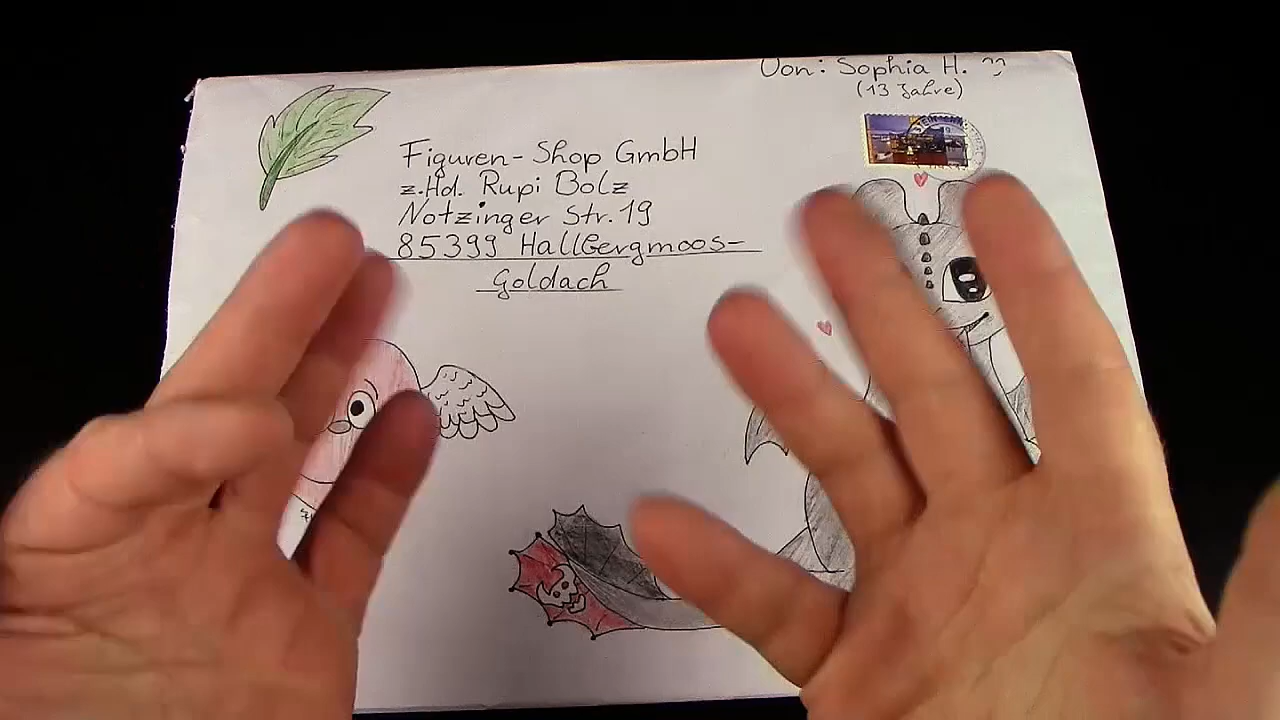 Von: Sophia H.
(13 Jahre)
Figuren-Shop GmbH
z.Hd. Rupi Bolz
Notzinger Str.19
85399 Hallbergmoos-
Goldach